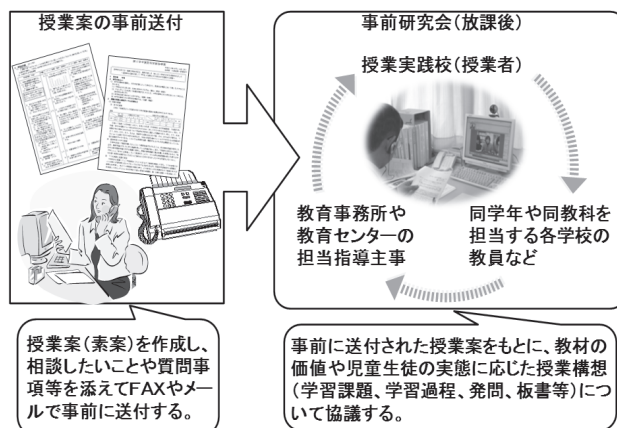 授業案の事前送付
事前研究会(放課後)
授業実践校(授業者)
教育事務所や
教育センターの
担当指導主事
同学年や同教科を
担当する各学校の
教員など
授業案(素案)を作成し、
相談したいことや質問事
項等を添えてFAXやメー
ルで事前に送付する。
事前に送付された授業案をもとに、教材の
価値や児童生徒の実態に応じた授業構想
(学習課題、学習過程、発問、板書等)につ
いて協議する。